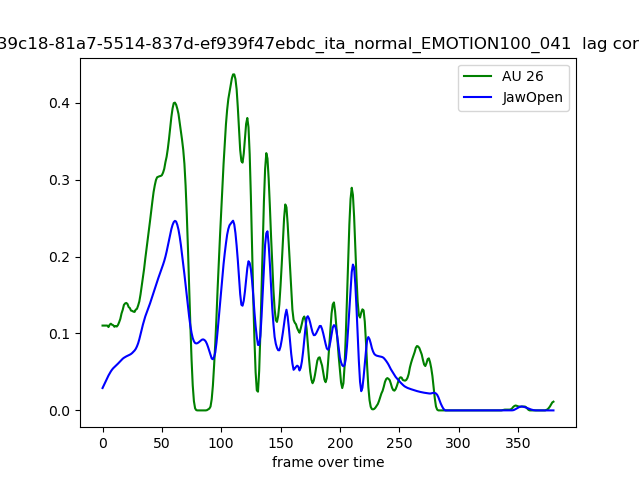 39c18-81a7-5514-837d-ef939f47ebdc_ita_normal_EMOTION100_041 lag cor
AU 26
JawOpen
0.4
0.3
0.2
0.1
0.0
0 50 100 150 200 250 300 350
frame over time